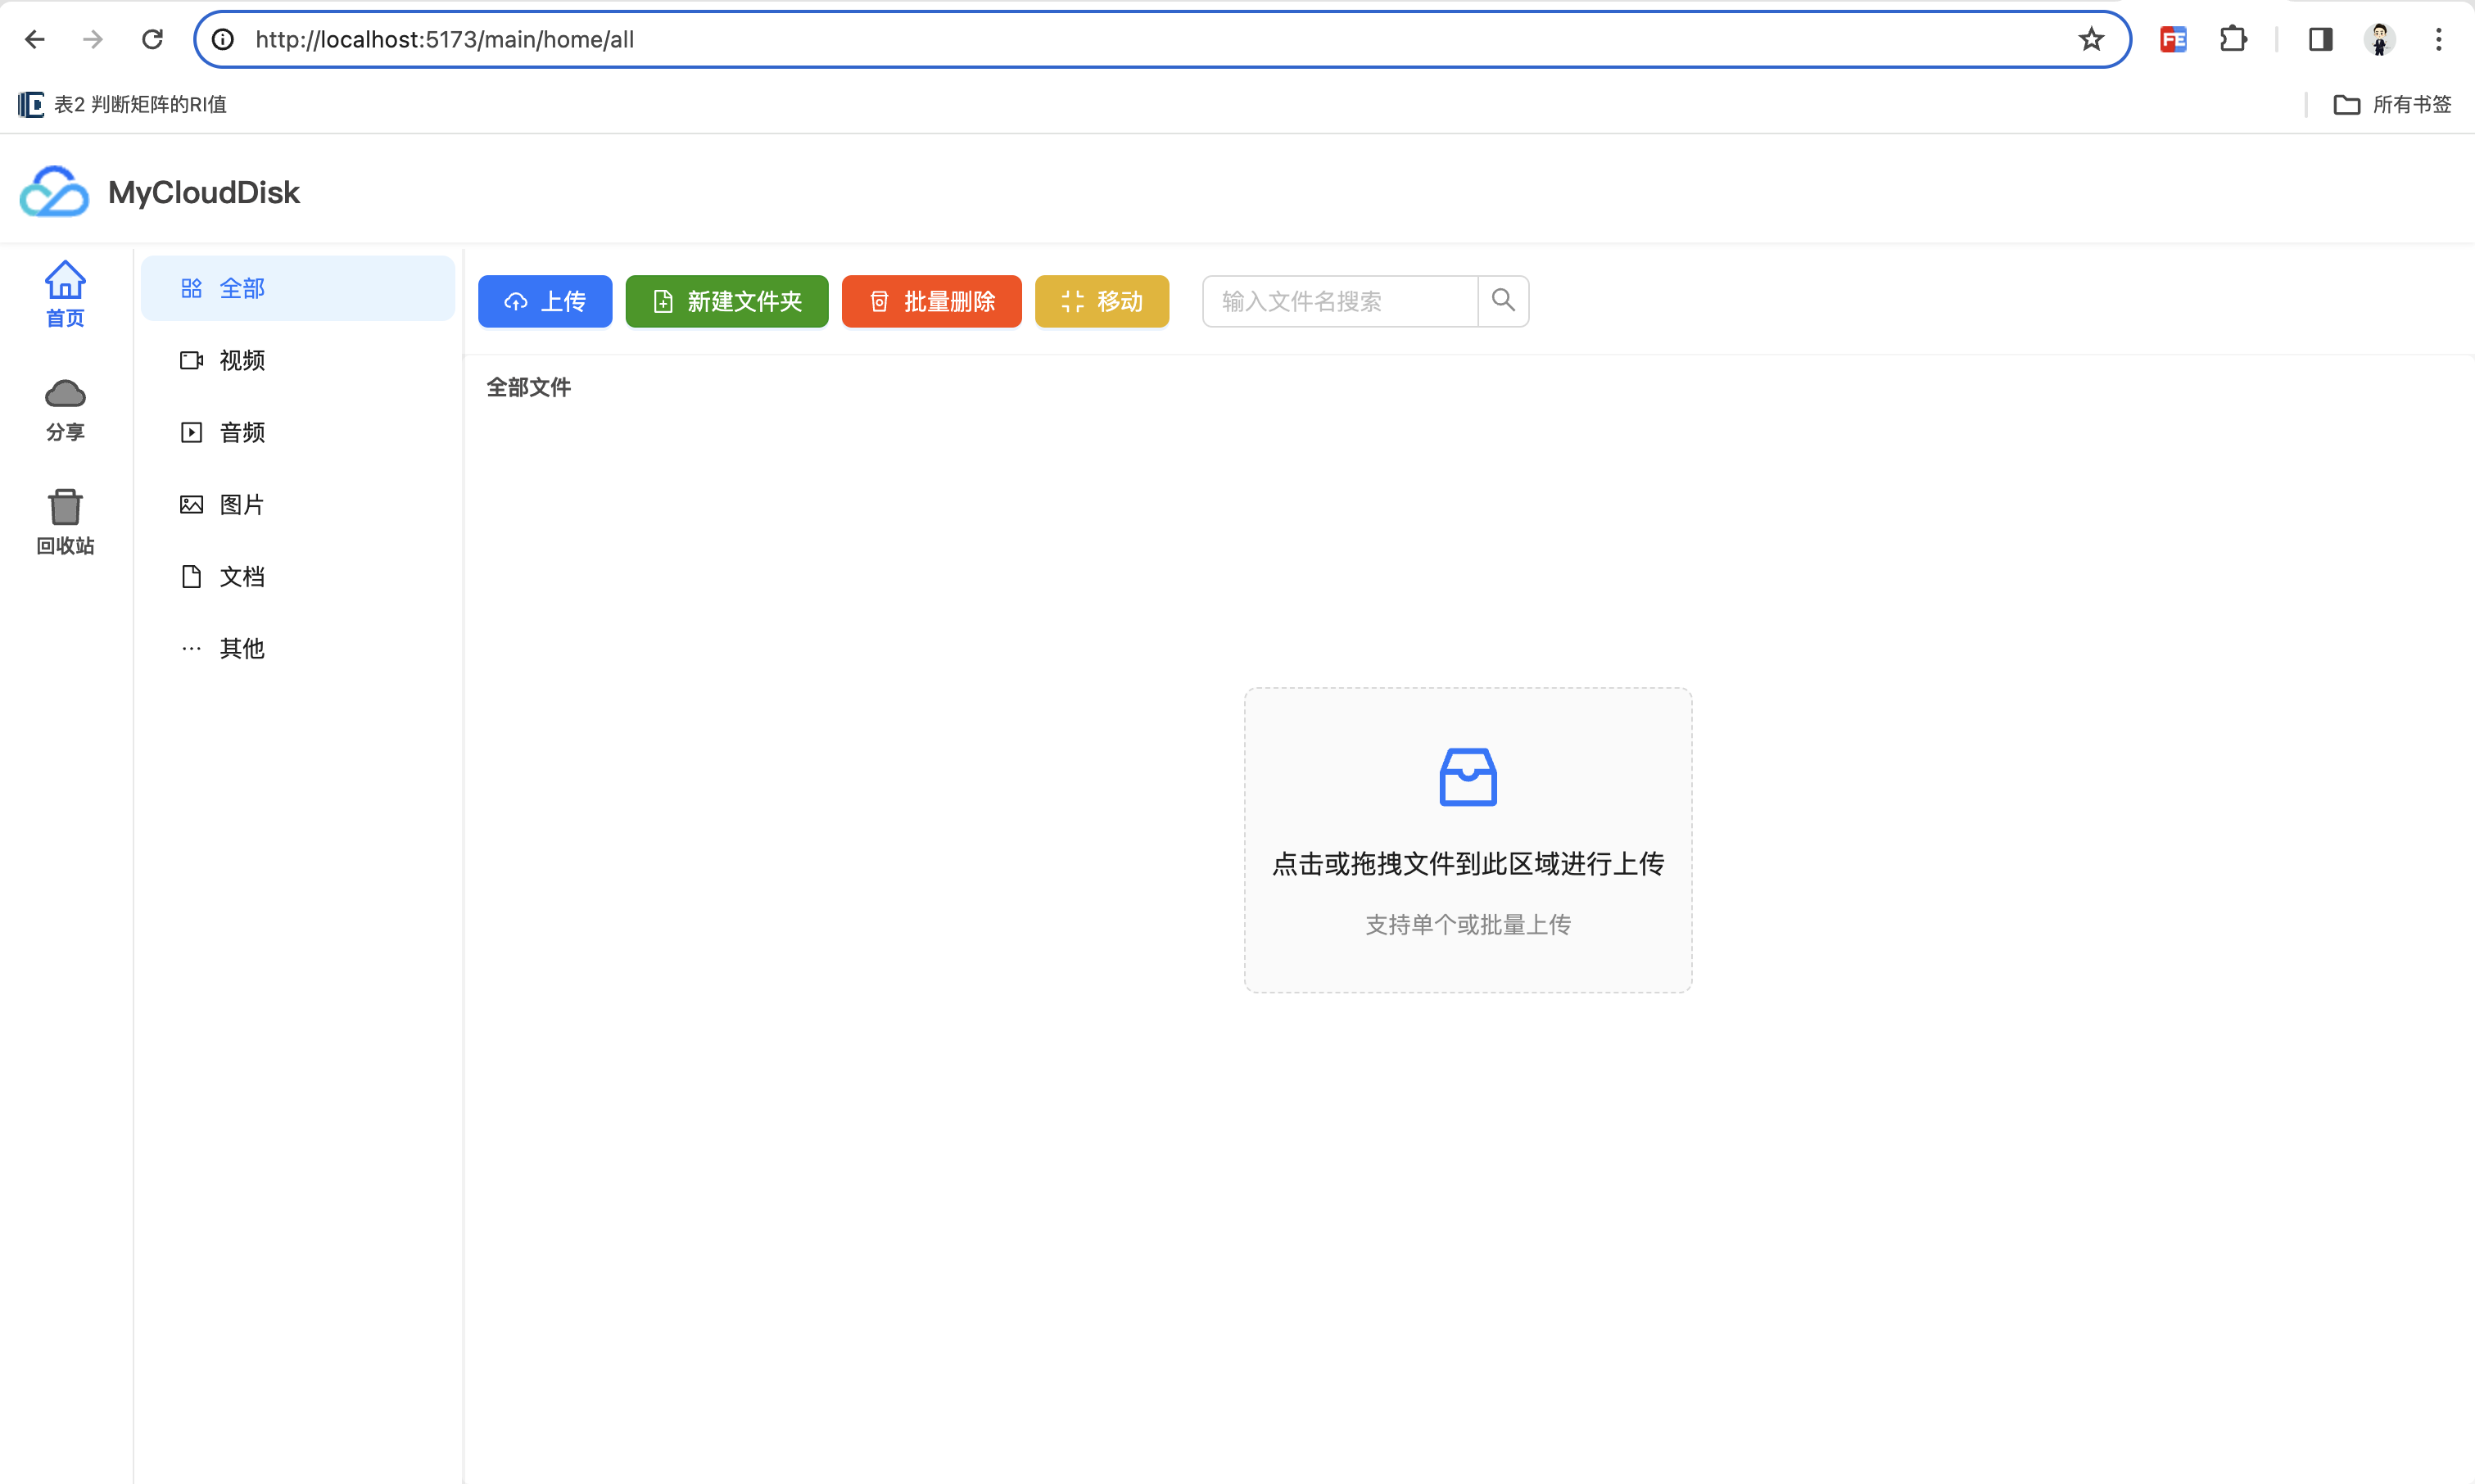 http://localhost:5173/main/home/all
FE
表2 判断矩阵的RI值
所有书签
MyCloudDisk
首页
分享
回收站
全部
视频
音频
图片
文档
其他
上传
新建文件夹
批量删除
移动
输入文件名搜索
全部文件
点击或拖拽文件到此区域进行上传
支持单个或批量上传